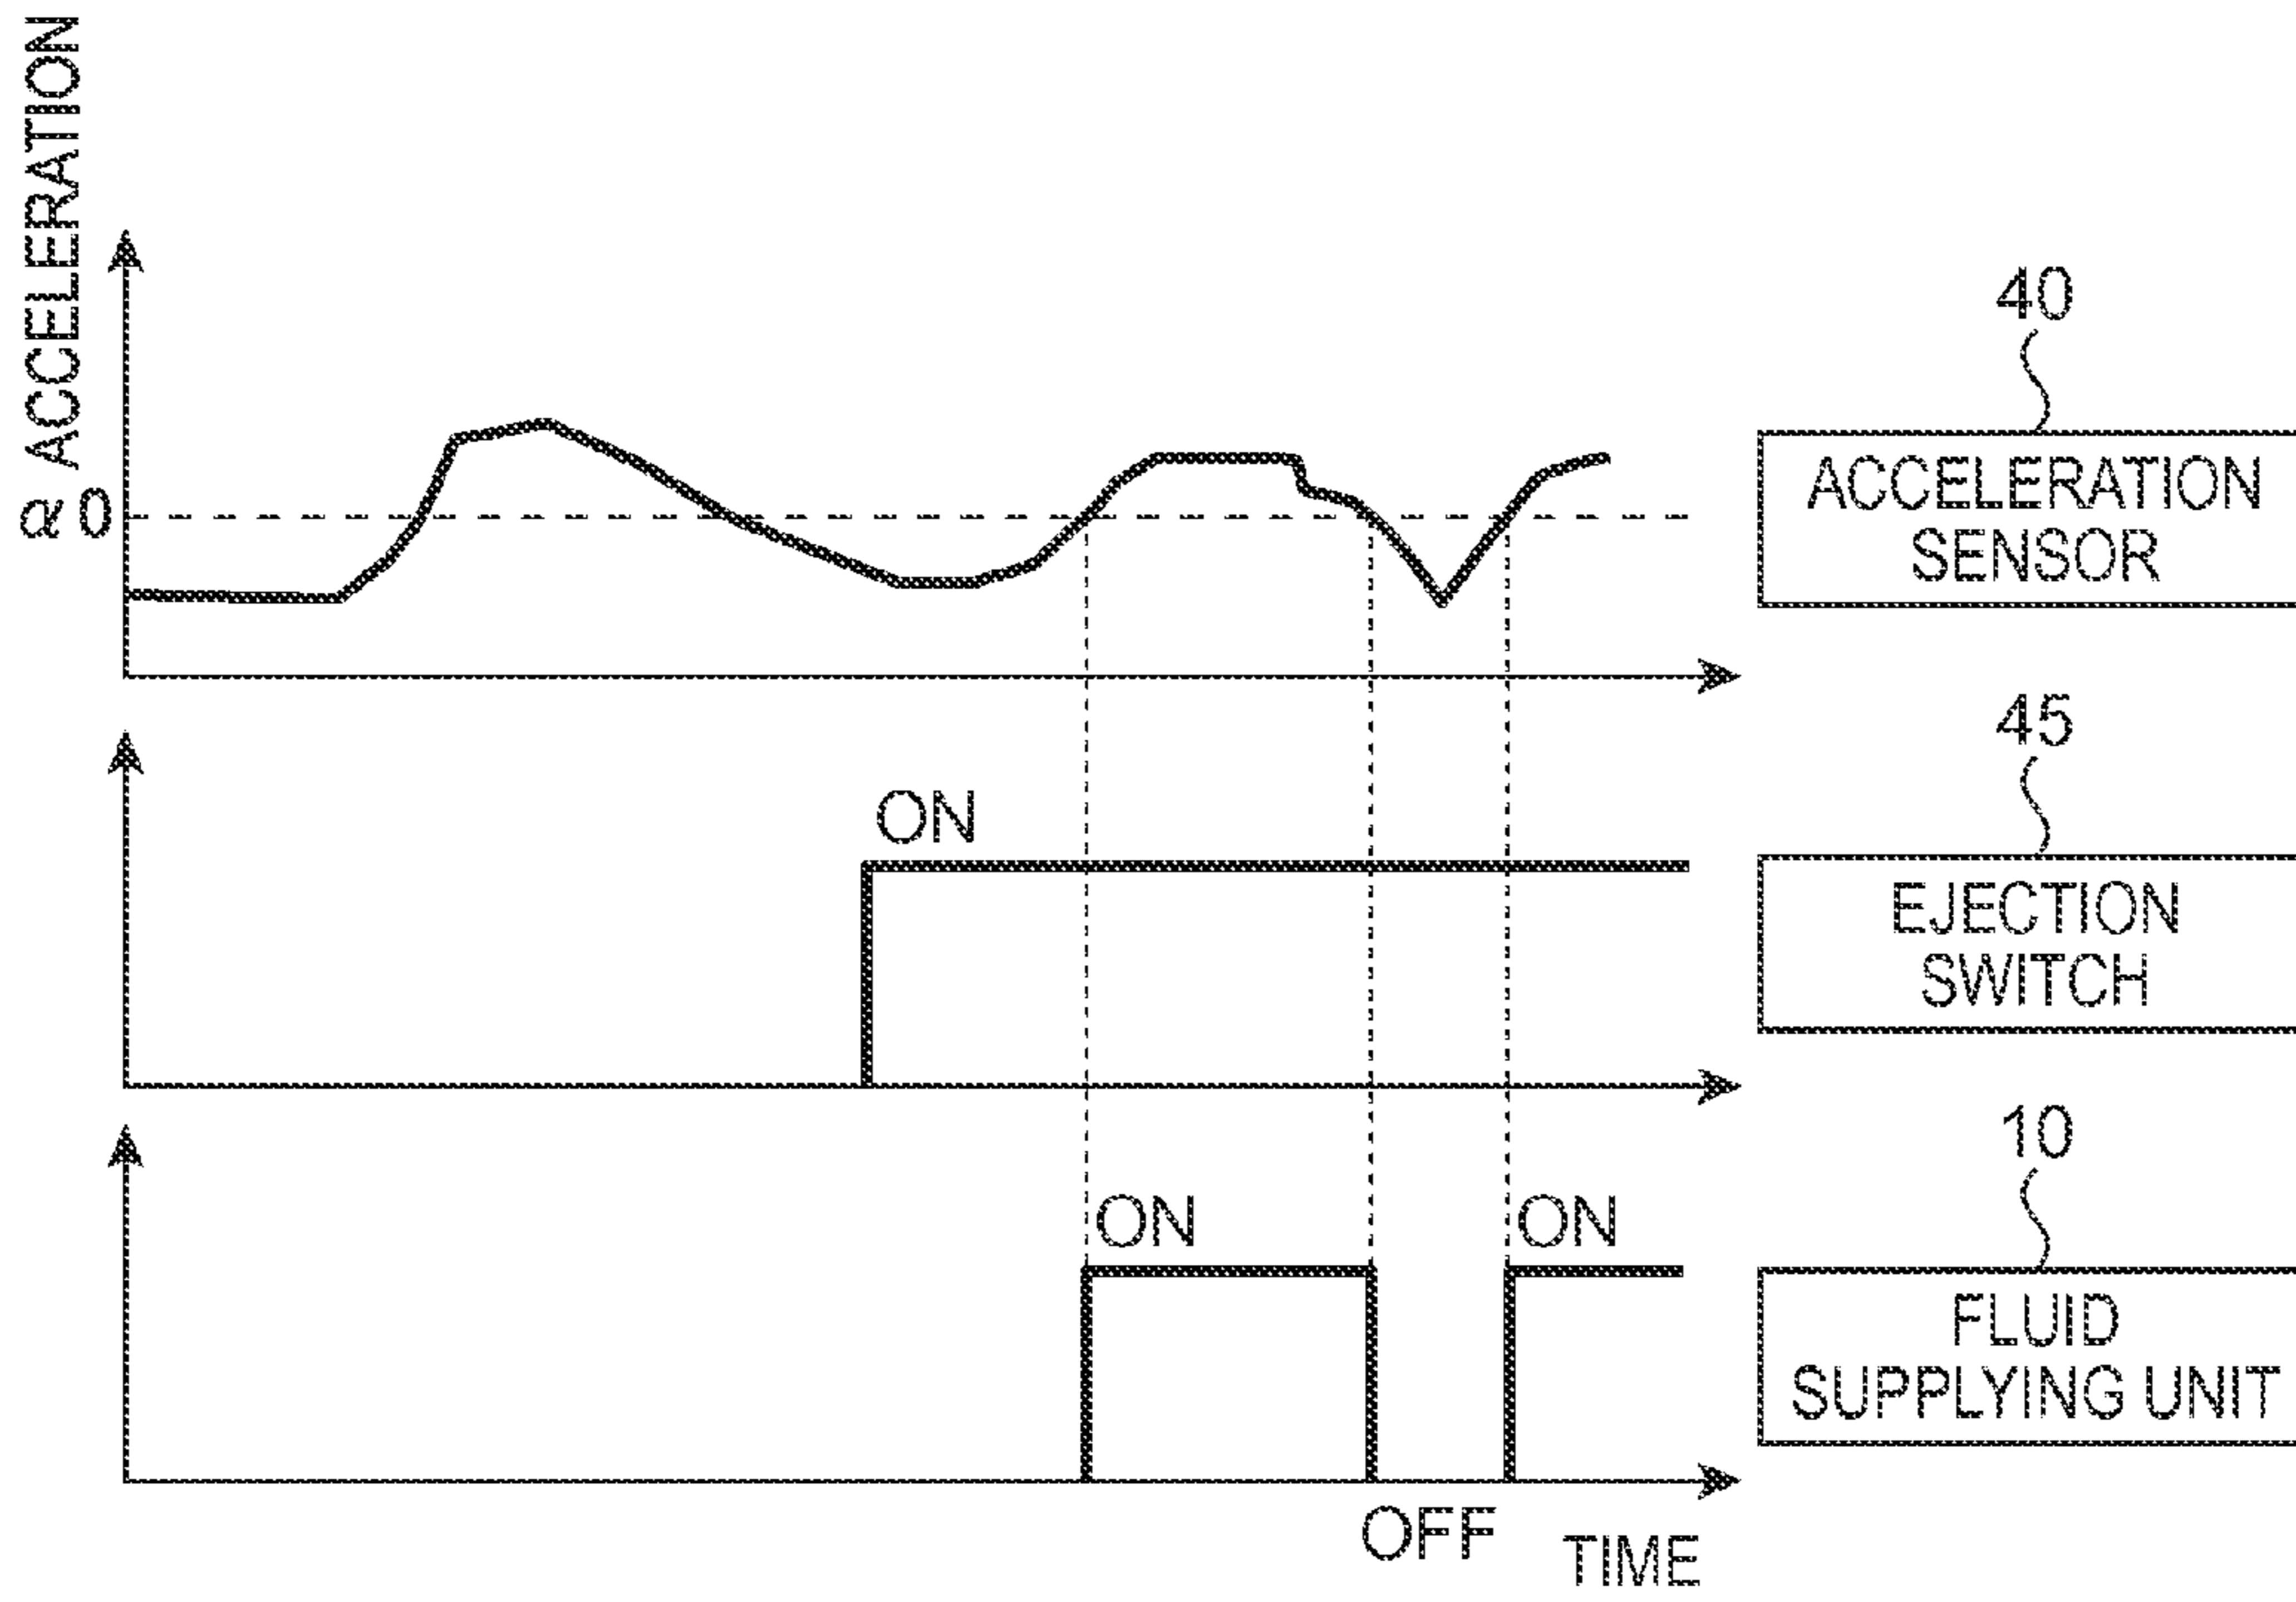 ACCELERATION
α 0
40
ACCELERATION
SENSOR
45
ON
EJECTION
SWITCH
10
ON
ON
FLUID
SUPPLYING UNIT
OFF
TIME